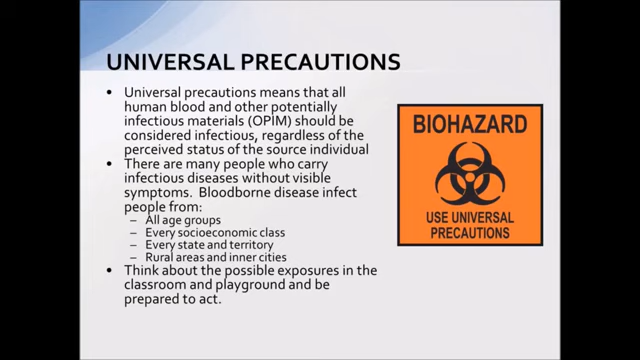 UNIVERSAL PRECAUTIONS
• Universal precautions means that all
human blood and other potentially
infectious materials (OPIM) should be
considered infectious, regardless of the
perceived status of the source individual
• There are many people who carry
infectious diseases without visible
symptoms. Bloodborne disease infect
people from:
– All age groups
– Every socioeconomic class
– Every state and territory
– Rural areas and inner cities
• Think about the possible exposures in the
classroom and playground and be
prepared to act.
BIOHAZARD
USE UNIVERSAL
PRECAUTIONS